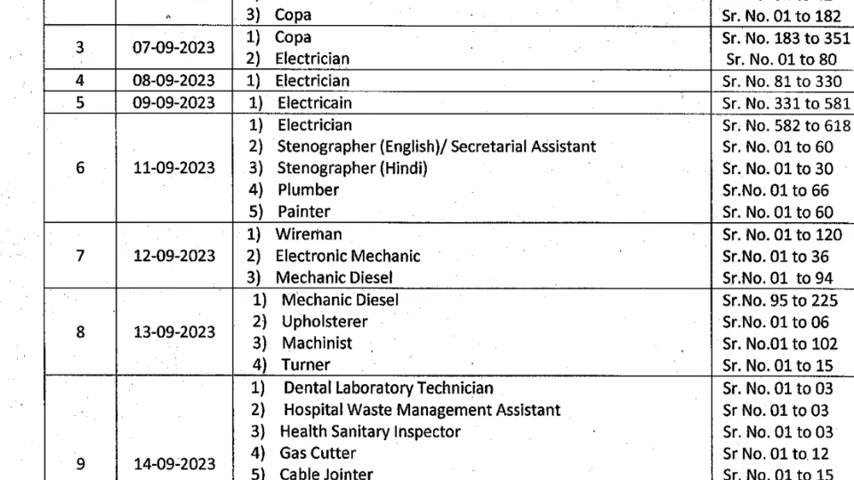 3) Copa Sr. No. 01 to 182
3 07-09-2023 1) Copa Sr. No. 183 to 351
2) Electrician Sr. No. 01 to 80
4 08-09-2023 1) Electrician Sr. No. 81 to 330
5 09-09-2023 1) Electricain Sr. No. 331 to 581
1) Electrician Sr. No. 582 to 618
2) Stenographer (English)/ Secretarial Assistant Sr. No. 01 to 60
6 11-09-2023 3) Stenographer (Hindi) Sr. No. 01 to 30
4) Plumber Sr.No. 01 to 66
5) Painter Sr. No. 01 to 60
1) Wireman Sr. No. 01 to 120
7 12-09-2023 2) Electronic Mechanic Sr.No. 01 to 36
3) Mechanic Diesel Sr.No. 01 to 94
1) Mechanic Diesel Sr.No. 95 to 225
2) Upholsterer Sr.No. 01 to 06
8 13-09-2023 3) Machinist Sr.No.01 to 102
4) Turner Sr. No. 01 to 15
1) Dental Laboratory Technician Sr. No. 01 to 03
2) Hospital Waste Management Assistant Sr No. 01 to 03
3) Health Sanitary Inspector Sr. No. 01 to 03
4) Gas Cutter Sr No. 01 to 12
9 14-09-2023 5) Cable Jointer Sr. No. 01 to 15